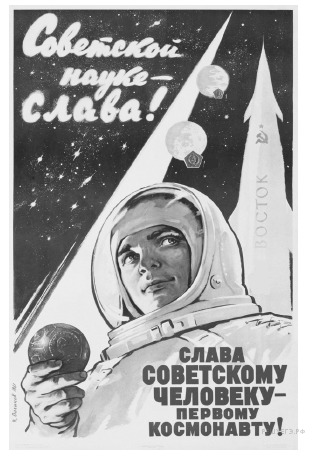 Советской
науке—
СЛАВА!
ВОСТОК
СЛАВА
СОВЕТСКОМУ
ЧЕЛОВЕКУ—
ПЕРВОМУ
КОСМОНАВТУ!